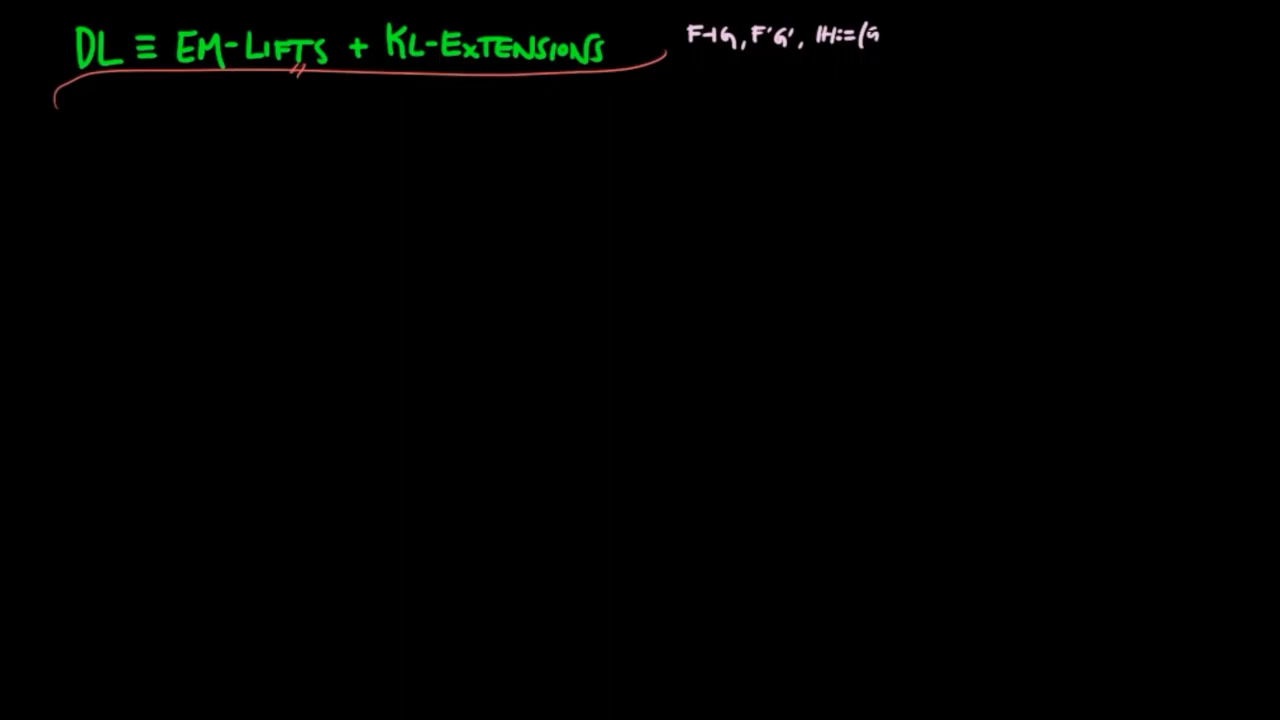 DL ≡ EM-LIFTS + KL-EXTENSIONS
F⊣G, F'G', H:=(G